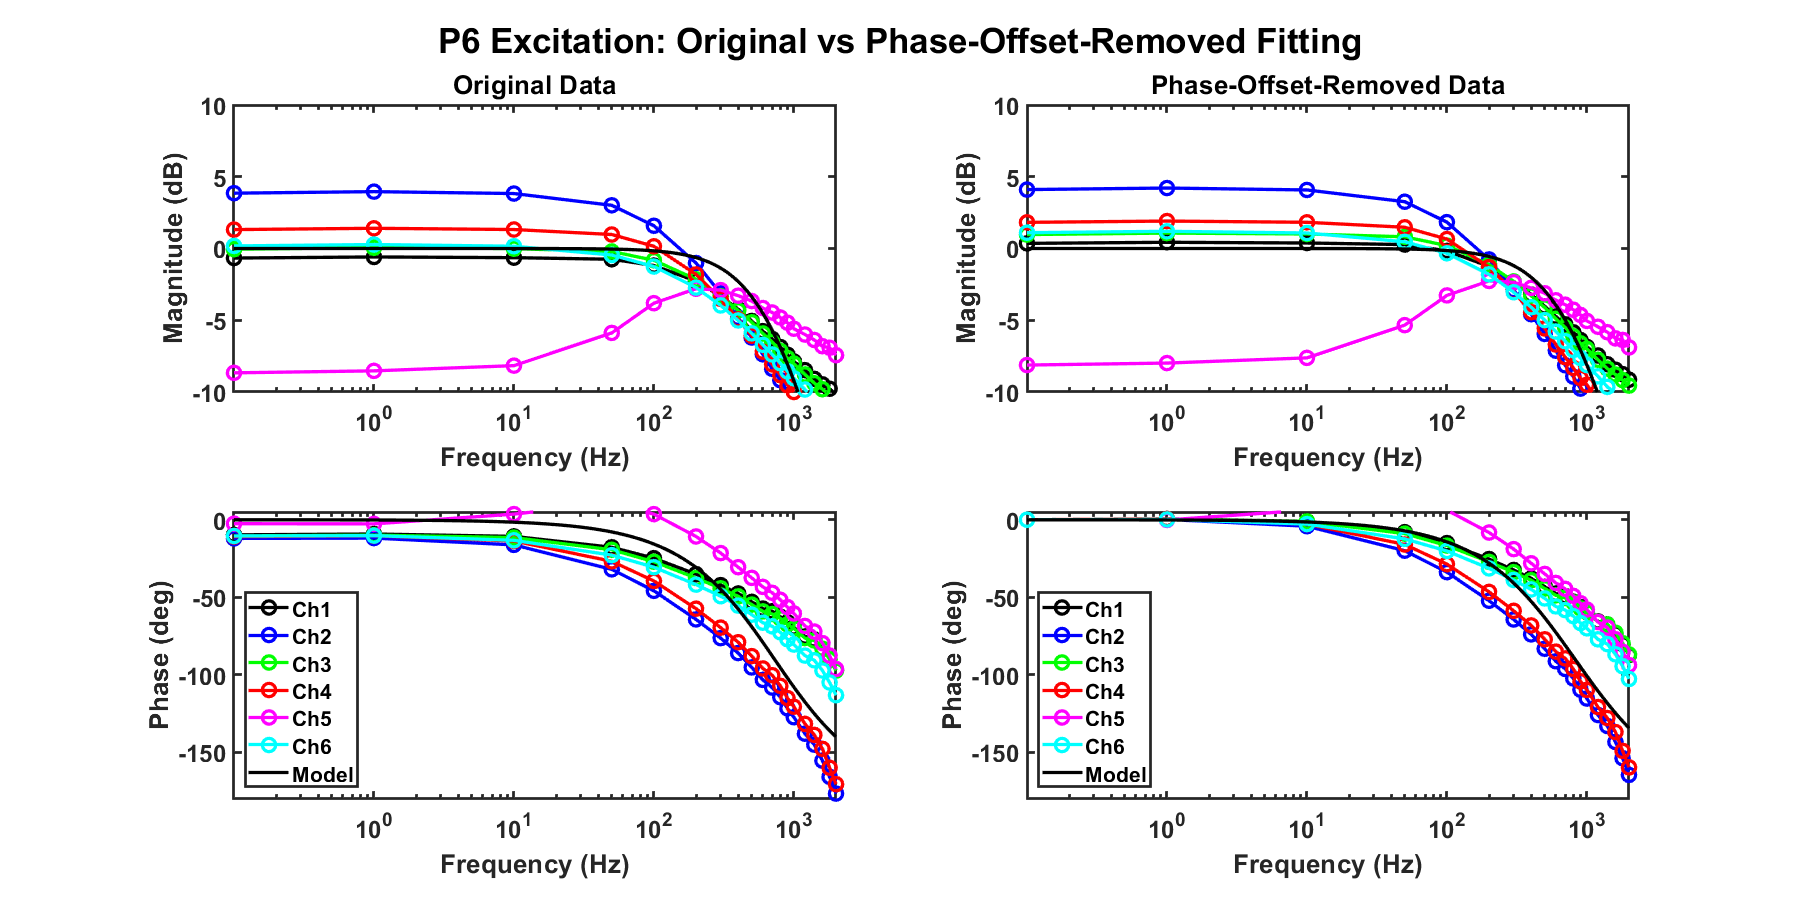 P6 Excitation: Original vs Phase-Offset-Removed Fitting
Original Data
10
5
0
-5
-10
Magnitude (dB)
10^0 10^1 10^2 10^3
Frequency (Hz)
Phase-Offset-Removed Data
10
5
0
-5
-10
Magnitude (dB)
10^0 10^1 10^2 10^3
Frequency (Hz)
0
-50
-100
-150
Phase (deg)
Ch1
Ch2
Ch3
Ch4
Ch5
Ch6
Model
10^0 10^1 10^2 10^3
Frequency (Hz)
0
-50
-100
-150
Phase (deg)
Ch1
Ch2
Ch3
Ch4
Ch5
Ch6
Model
10^0 10^1 10^2 10^3
Frequency (Hz)